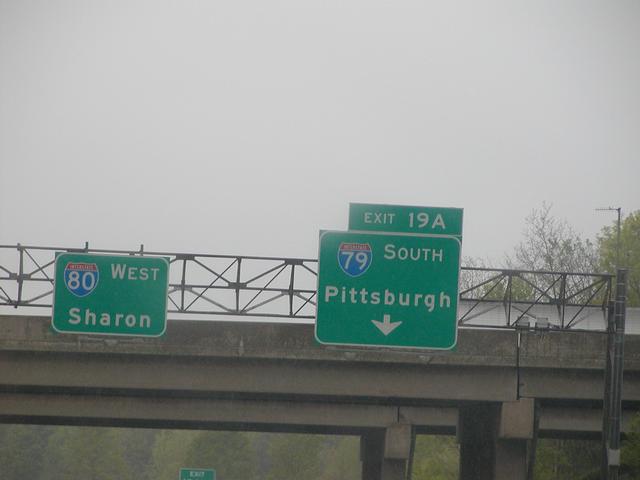 INTERSTATE
80 WEST
Sharon
EXIT 19A
INTERSTATE
79 SOUTH
Pittsburgh
EXIT